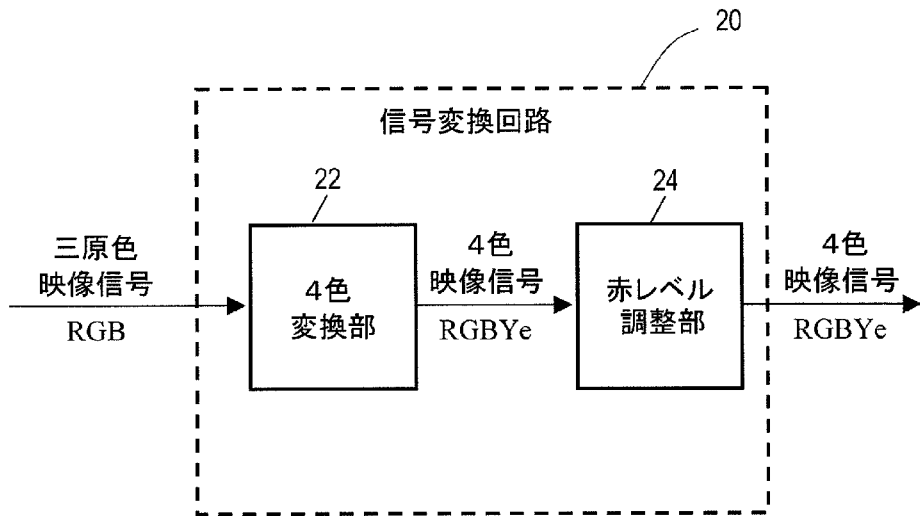 20
信号変換回路
22
24
三原色
映像信号
RGB
4色
変換部
4色
映像信号
RGBYe
赤レベル
調整部
4色
映像信号
RGBYe